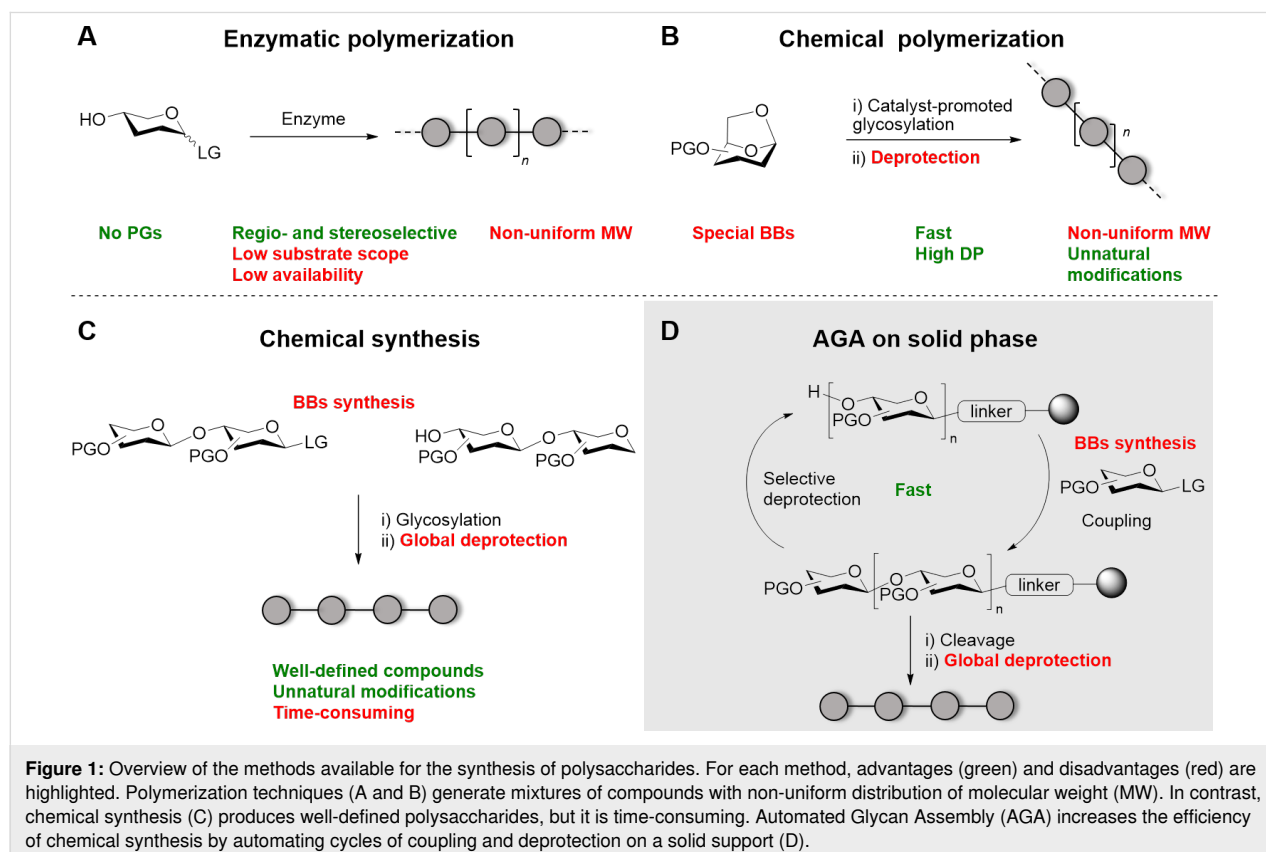 A
Enzymatic polymerization
HO
O
LG
Enzyme
n
No PGs
Regio- and stereoselective
Low substrate scope
Low availability
Non-uniform MW
B
Chemical polymerization
O
O
PGO
i) Catalyst-promoted
glycosylation
ii) Deprotection
n
Special BBs
Fast
High DP
Non-uniform MW
Unnatural
modifications
C
Chemical synthesis
BBs synthesis
O
PGO
O
O
PGO
LG
HO
O
PGO
O
O
PGO
i) Glycosylation
ii) Global deprotection
Well-defined compounds
Unnatural modifications
Time-consuming
D
AGA on solid phase
H
O
O
PGO
n
linker
BBs synthesis
O
PGO
LG
Coupling
Selective
deprotection
Fast
O
PGO
O
O
PGO
n
linker
i) Cleavage
ii) Global deprotection
Figure 1: Overview of the methods available for the synthesis of polysaccharides. For each method, advantages (green) and disadvantages (red) are
highlighted. Polymerization techniques (A and B) generate mixtures of compounds with non-uniform distribution of molecular weight (MW). In contrast,
chemical synthesis (C) produces well-defined polysaccharides, but it is time-consuming. Automated Glycan Assembly (AGA) increases the efficiency
of chemical synthesis by automating cycles of coupling and deprotection on a solid support (D).